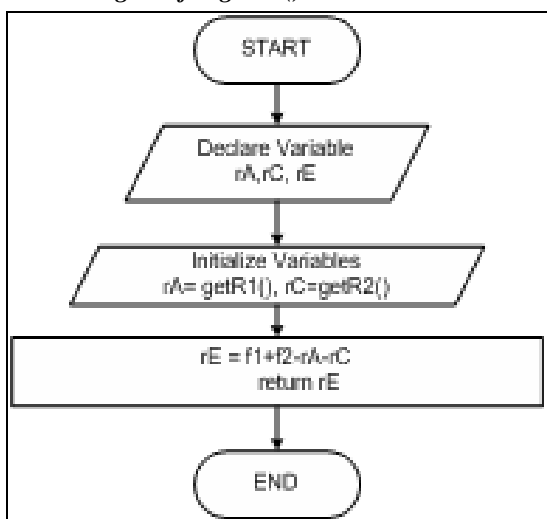 START
Declare Variable
rA,rC, rE
Initialize Variables
rA= getR1(), rC=getR2()
rE = f1+f2-rA-rC
return rE
END